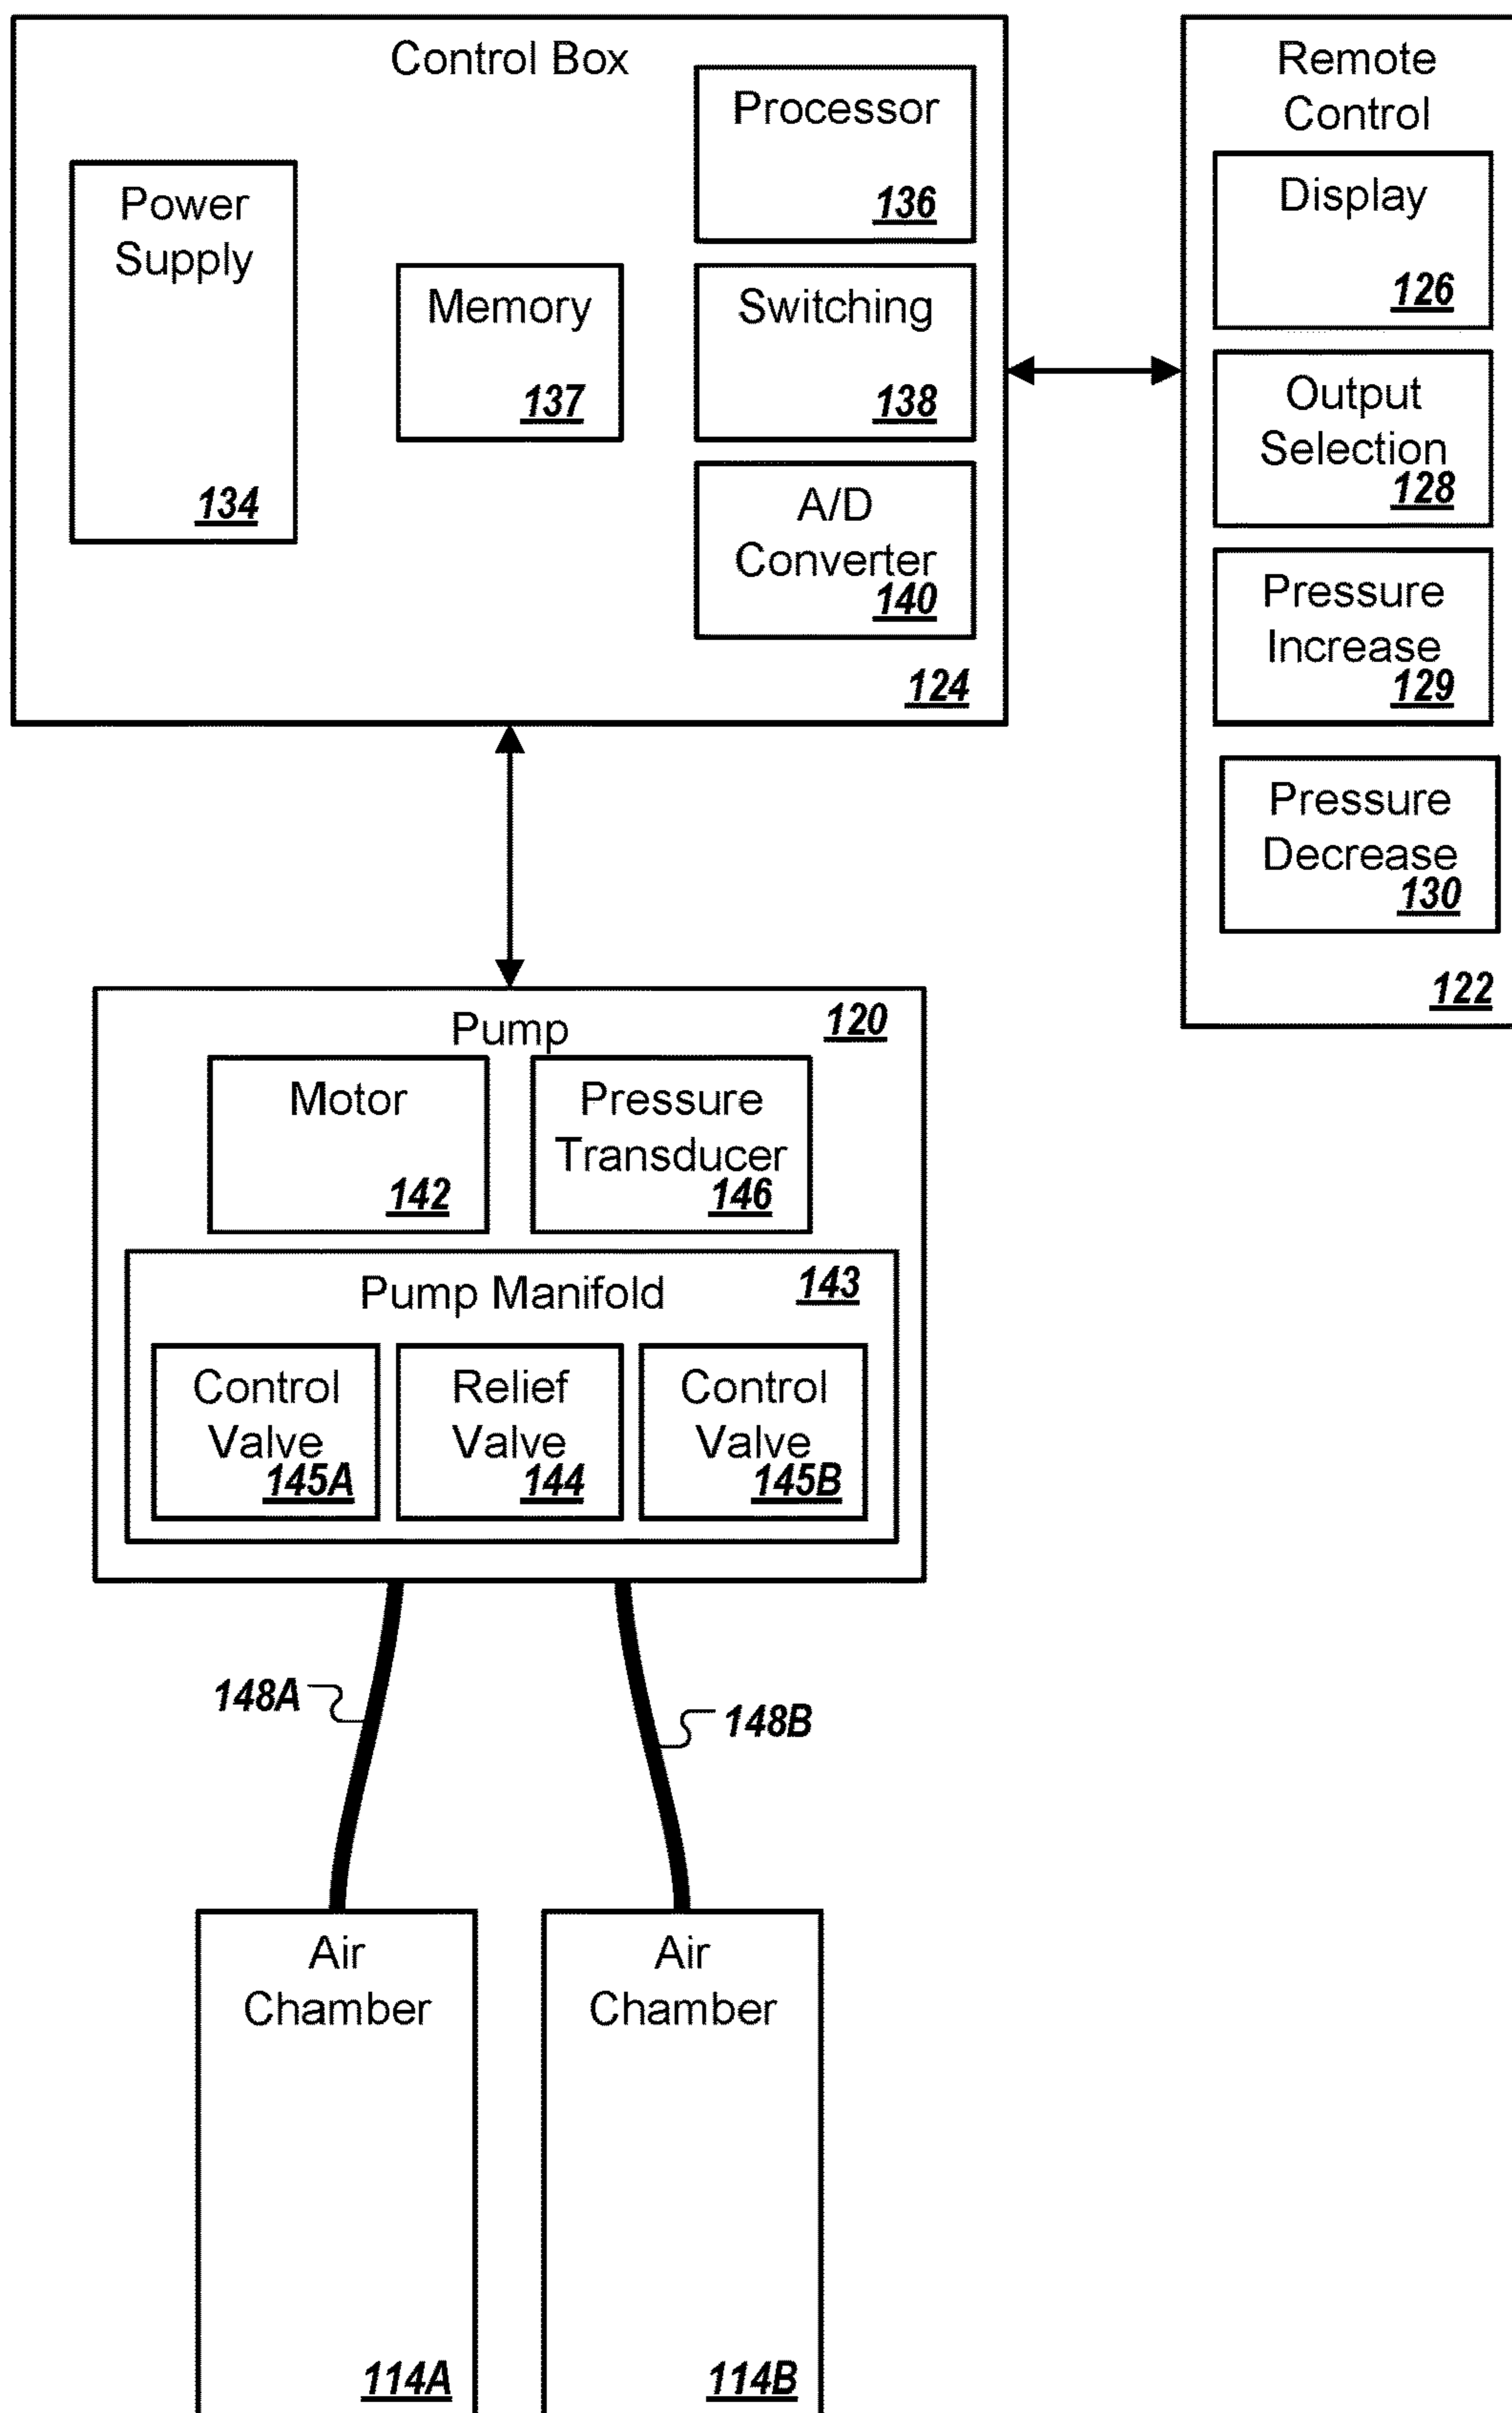 Control Box
Power
Supply
134
Memory
137
Processor
136
Switching
138
A/D
Converter
140
124
Remote
Control
Display
126
Output
Selection
128
Pressure
Increase
129
Pressure
Decrease
130
122
Pump
120
Motor
142
Pressure
Transducer
146
Pump Manifold
143
Control
Valve
145A
Relief
Valve
144
Control
Valve
145B
148A
148B
Air
Chamber
114A
Air
Chamber
114B